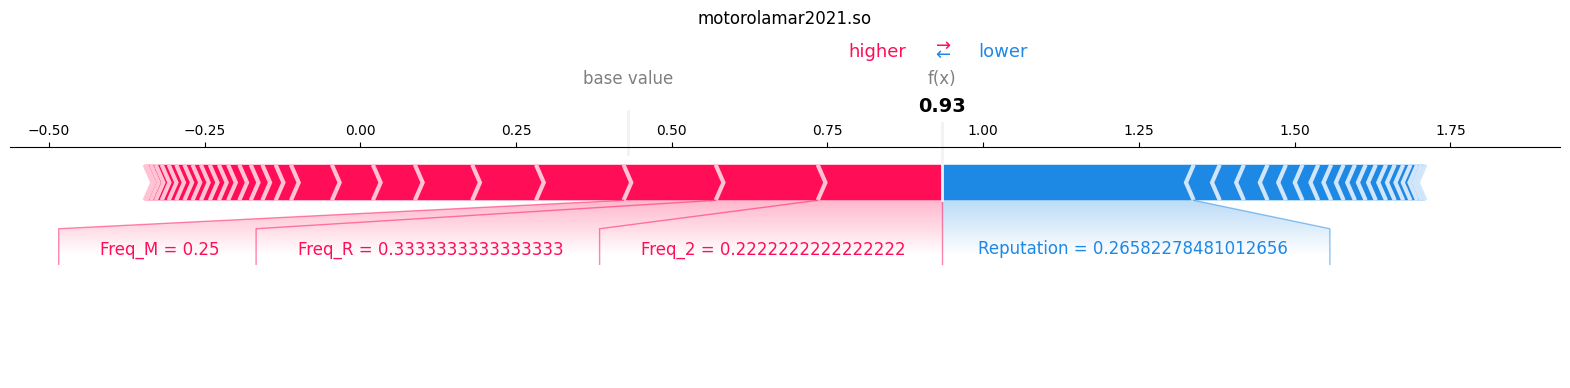 motorolamar2021.so
higher → ← lower
base value f(x)
0.93
−0.50 −0.25 0.00 0.25 0.50 0.75 1.00 1.25 1.50 1.75
Freq_M = 0.25 Freq_R = 0.3333333333333333 Freq_2 = 0.2222222222222222 Reputation = 0.26582278481012656